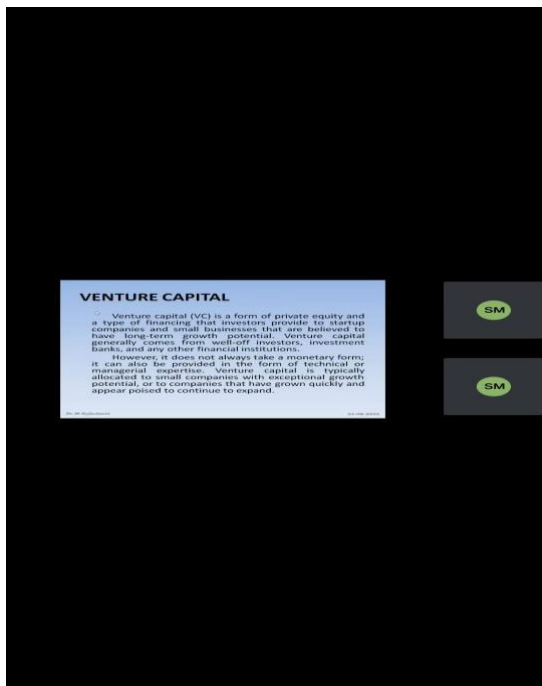 VENTURE CAPITAL
Venture capital (VC) is a form of private equity and
a type of financing that investors provide to startup
companies and small businesses that are believed to
have long-term growth potential. Venture capital
generally comes from well-off investors, investment
banks, and any other financial institutions.
However, it does not always take a monetary form;
it can also be provided in the form of technical or
managerial expertise. Venture capital is typically
allocated to small companies with exceptional growth
potential, or to companies that have grown quickly and
appear poised to continue to expand.
SM
SM